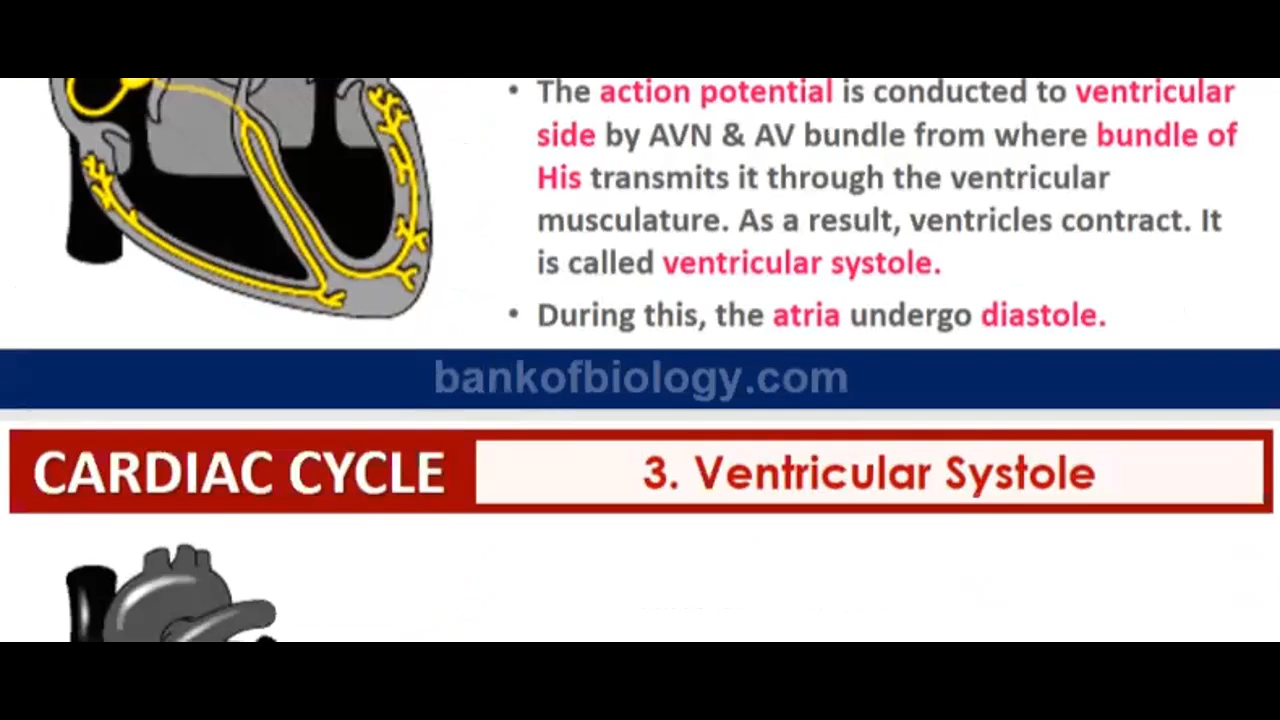 • The action potential is conducted to ventricular
side by AVN & AV bundle from where bundle of
His transmits it through the ventricular
musculature. As a result, ventricles contract. It
is called ventricular systole.
• During this, the atria undergo diastole.
bankofbiology.com
CARDIAC CYCLE
3. Ventricular Systole